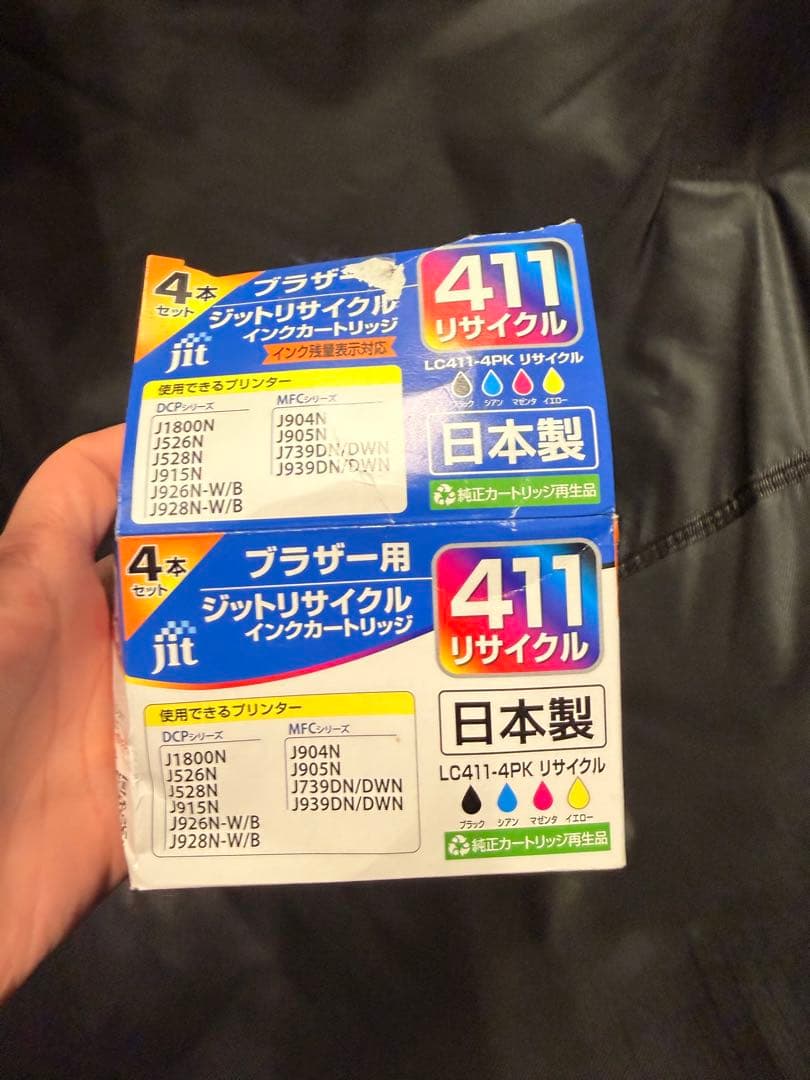 4本
セット
ブラザー
ジットリサイクル
インクカートリッジ
インク残量表示対応
jit
411
リサイクル
LC411-4PK リサイクル
ブラック シアン マゼンタ イエロー
日本製
純正カートリッジ再生品
使用できるプリンター
DCPシリーズ
J1800N
J526N
J528N
J915N
J926N-W/B
J928N-W/B
MFCシリーズ
J904N
J905N
J739DN/DWN
J939DN/DWN
4本
セット
ブラザー用
ジットリサイクル
インクカートリッジ
jit
411
リサイクル
使用できるプリンター
DCPシリーズ
J1800N
J526N
J528N
J915N
J926N-W/B
J928N-W/B
MFCシリーズ
J904N
J905N
J739DN/DWN
J939DN/DWN
日本製
LC411-4PK リサイクル
ブラック シアン マゼンタ イエロー
純正カートリッジ再生品